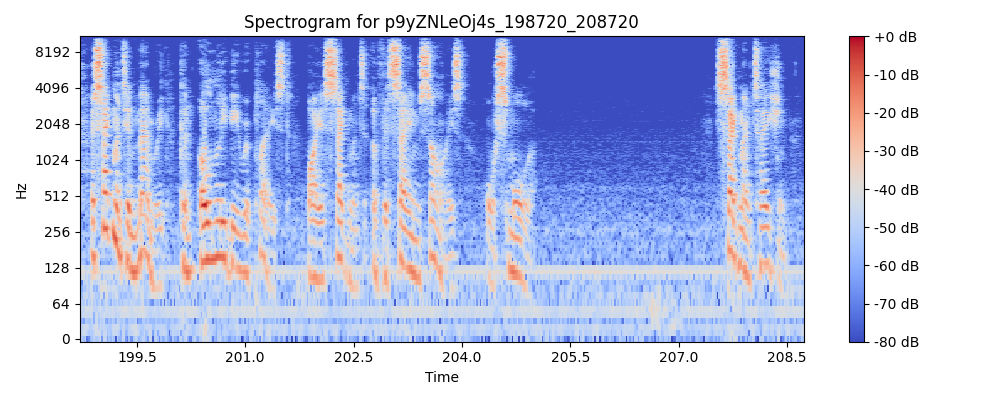 Spectrogram for p9yZNLeOj4s_198720_208720
8192
4096
2048
1024
512
256
128
64
0
Hz
199.5 201.0 202.5 204.0 205.5 207.0 208.5
Time
+0 dB
-10 dB
-20 dB
-30 dB
-40 dB
-50 dB
-60 dB
-70 dB
-80 dB